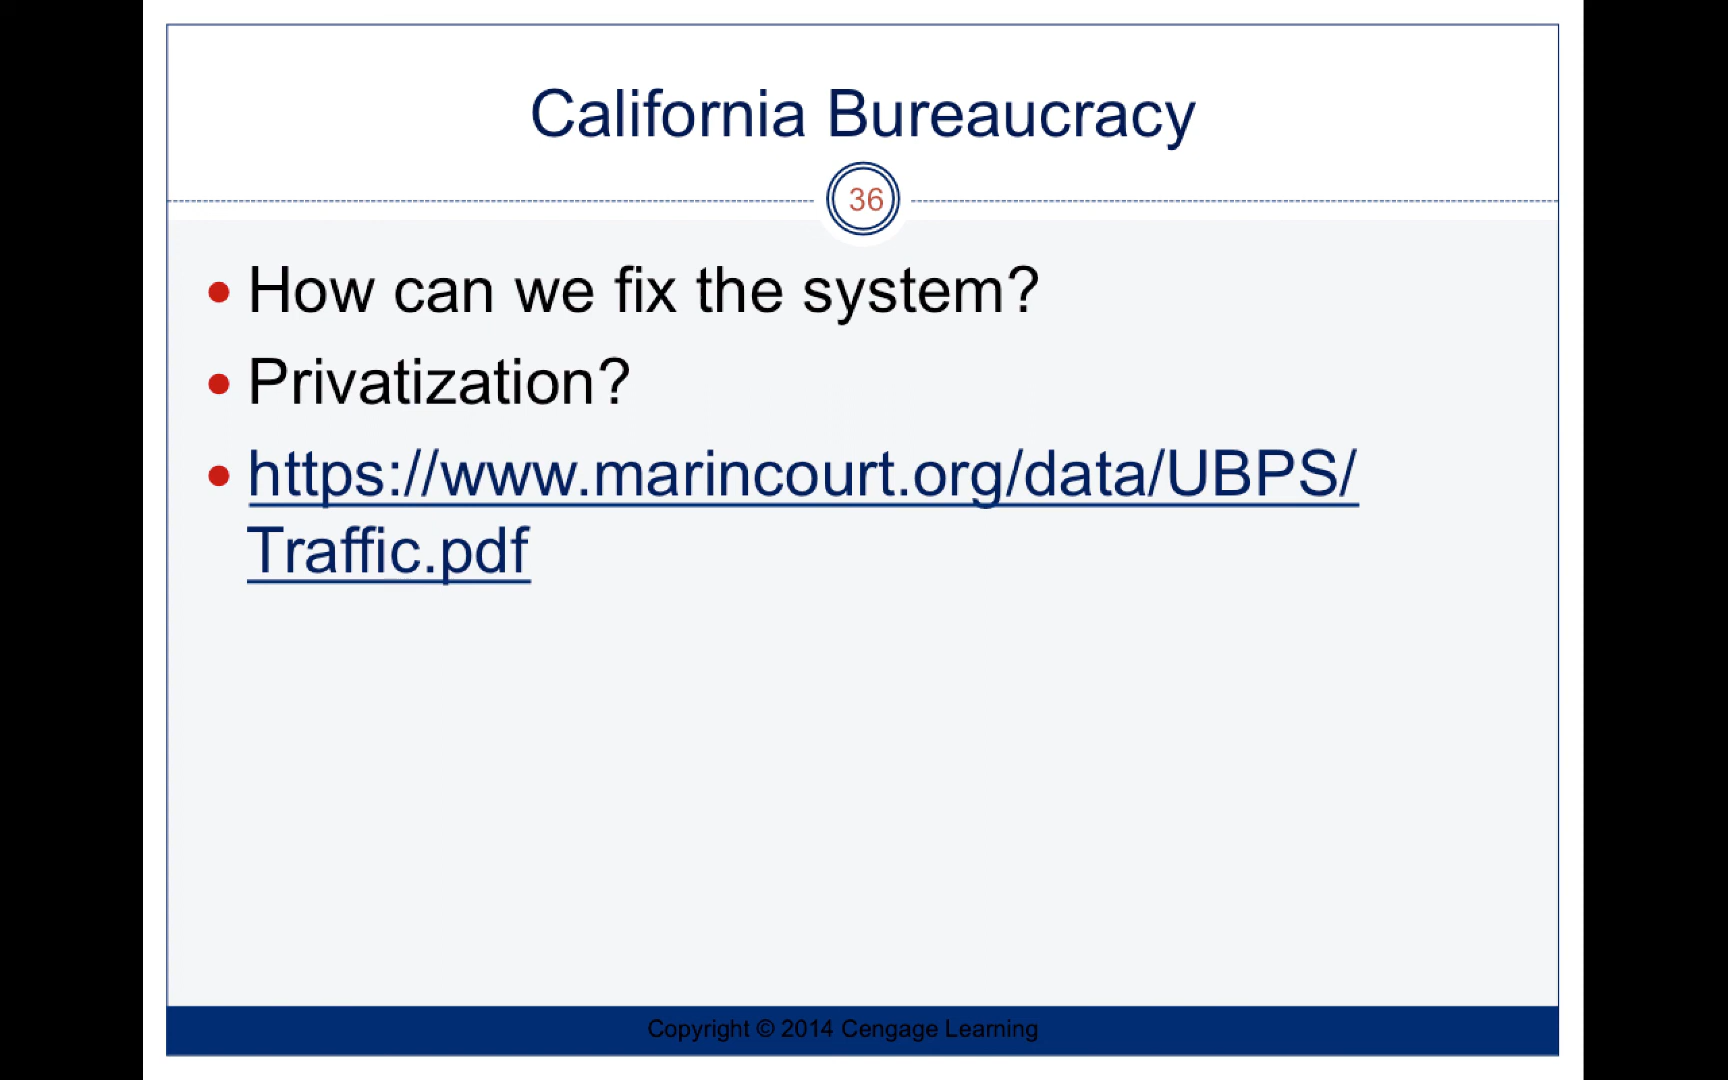 California Bureaucracy
36
How can we fix the system?
Privatization?
https://www.marincourt.org/data/UBPS/
Traffic.pdf
Copyright © 2014 Cengage Learning